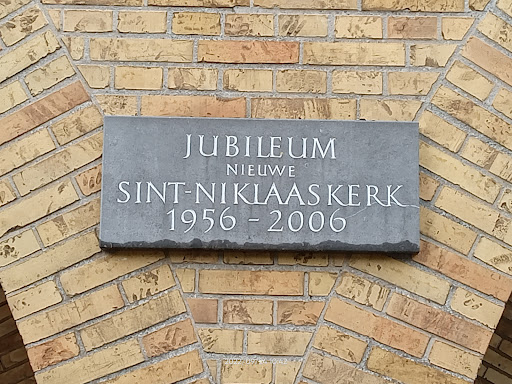 JUBILEUM
NIEUWE
SINT-NIKLAASKERK
1956 - 2006